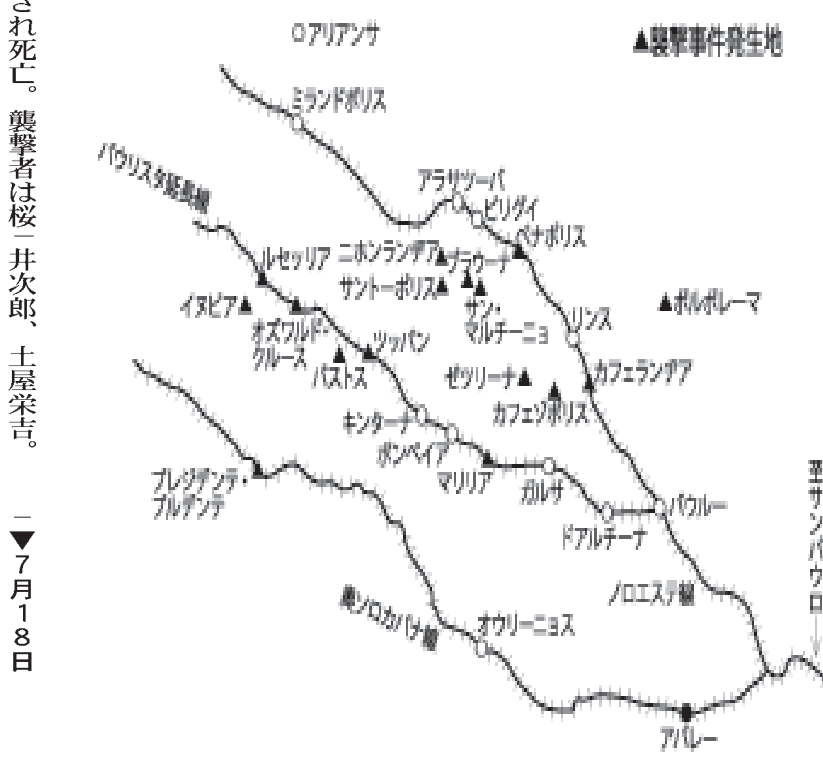 され死亡。襲撃者は桜井次郎、土屋栄吉。
▼7月18日
▲襲撃事件発生地
アリアンサ
ミランドポリス
パウリスタ延長線
アラサツーバ
ビリグイ
ペナポリス
ルセッリア
ニホンランデア▲
ブラウーナ
サントーポリス▲
イヌビア▲
サン・
マルチーニョ
▲ボルボレーマ
オズワルド・
クルース
ツッパン
リンス
バストス
ゼツリーナ▲
カフェランデア
カフェゾポリス
キンターナ
ポンペイア
マリリア
ガルサ
プレジデンテ・
プルデンテ
バウルー
ドアルチーナ
ノロエステ線
奥ソロカバナ線
オウリーニョス
至サンパウロ→
アバレー